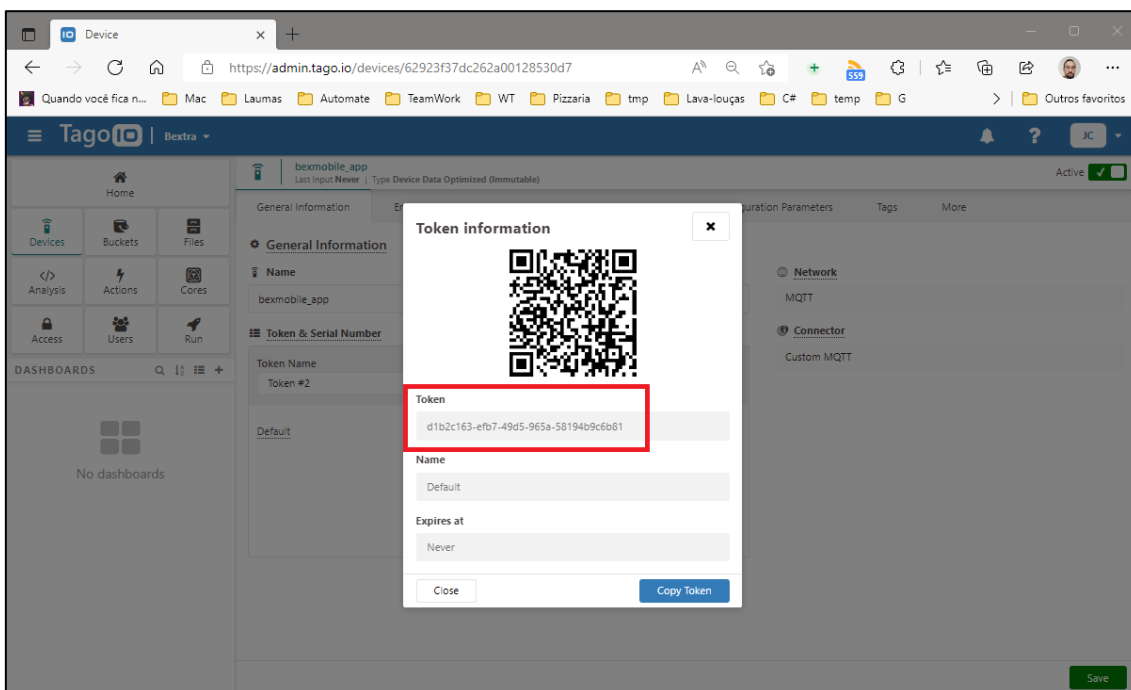 Device
https://admin.tago.io/devices/62923f37dc262a00128530d7
559
Quando você fica n...
Mac
Laumas
Automate
TeamWork
WT
Pizzaria
tmp
Lava-louças
C#
temp
G
Outros favoritos
TagoIO
Bextra
?
JC
Home
Devices
Buckets
Files
Analysis
Actions
Cores
Access
Users
Run
DASHBOARDS
No dashboards
bexmobile_app
Last Input Never | Type Device Data Optimized (Immutable)
Active
General Information
Tags
More
General Information
Name
bexmobile_app
Token & Serial Number
Token Name
Token #2
Default
Token information
Token
d1b2c163-efb7-49d5-965a-58194b9c6b81
Name
Default
Expires at
Never
Close
Copy Token
Parameters
Network
MQTT
Connector
Custom MQTT
Save